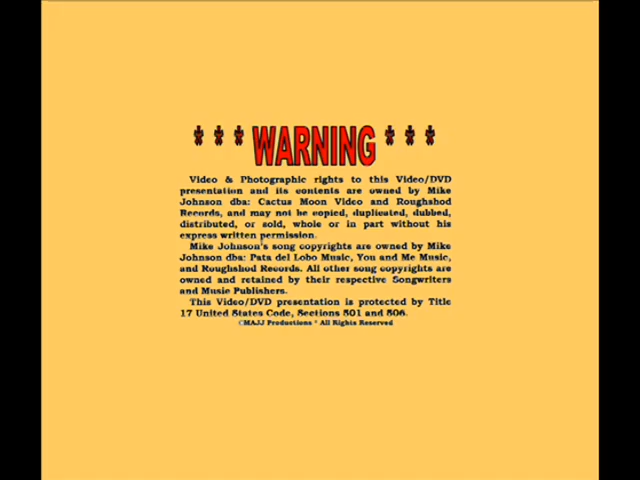 * * * WARNING * * *
Video & Photographic rights to this Video/DVD
presentation and its contents are owned by Mike
Johnson dba: Cactus Moon Video and Roughshod
Records, and may not be copied, duplicated, dubbed,
distributed, or sold, whole or in part without his
express written permission.
Mike Johnson's song copyrights are owned by Mike
Johnson dba: Pata del Lobo Music, You and Me Music,
and Roughshod Records. All other song copyrights are
owned and retained by their respective Songwriters
and Music Publishers.
This Video/DVD presentation is protected by Title
17 United States Code, Sections 501 and 506.
©MAJJ Productions * All Rights Reserved